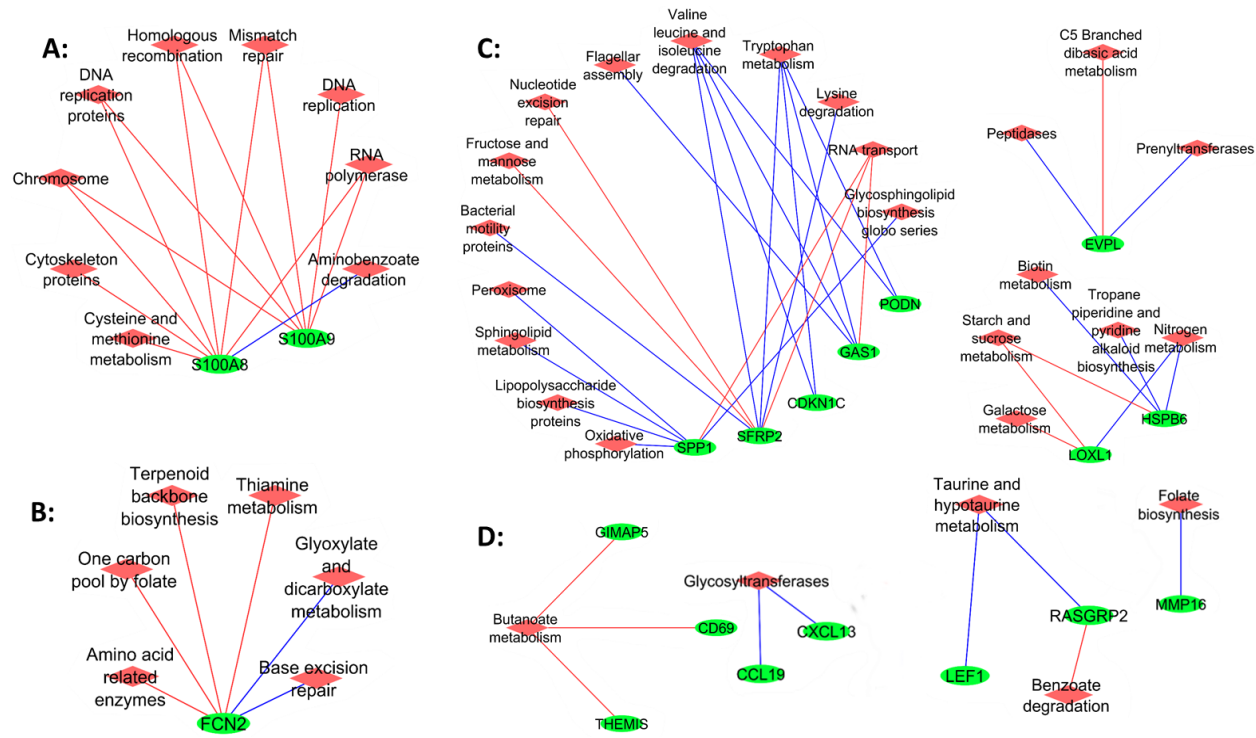 A:
Homologous
recombination
Mismatch
repair
DNA
replication
proteins
DNA
replication
RNA
polymerase
Chromosome
Cytoskeleton
proteins
Aminobenzoate
degradation
Cysteine and
methionine
metabolism
S100A8
S100A9
B:
Terpenoid
backbone
biosynthesis
Thiamine
metabolism
One carbon
pool by folate
Glyoxylate
and
dicarboxylate
metabolism
Amino acid
related
enzymes
Base excision
repair
FCN2
C:
Valine
leucine and
isoleucine
degradation
Flagellar
assembly
Tryptophan
metabolism
Nucleotide
excision
repair
Lysine
degradation
Fructose and
mannose
metabolism
RNA transport
Glycosphingolipid
biosynthesis
globo series
Bacterial
motility
proteins
Peroxisome
Sphingolipid
metabolism
Lipopolysaccharide
biosynthesis
proteins
Oxidative
phosphorylation
SPP1
SFRP2
CDKN1C
GAS1
PODN
C5 Branched
dibasic acid
metabolism
Peptidases
Prenyltransferases
EVPL
Biotin
metabolism
Tropane
piperidine and
pyridine
alkaloid
biosynthesis
Starch and
sucrose
metabolism
Nitrogen
metabolism
Galactose
metabolism
HSPB6
LOXL1
D:
GIMAP5
Butanoate
metabolism
CD69
THEMIS
Glycosyltransferases
CXCL13
CCL19
Taurine and
hypotaurine
metabolism
RASGRP2
LEF1
Benzoate
degradation
Folate
biosynthesis
MMP16